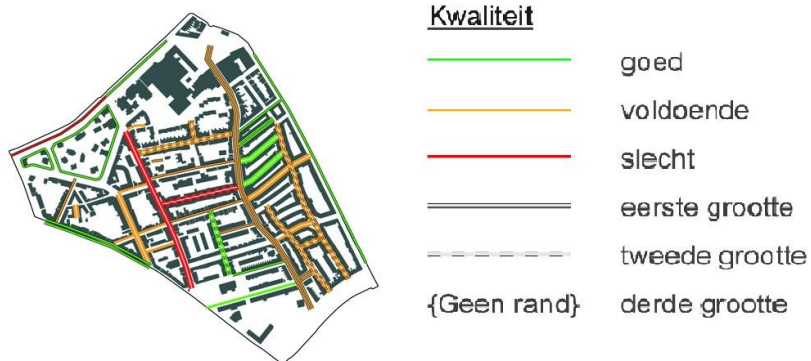 Kwaliteit
goed
voldoende
slecht
eerste grootte
tweede grootte
{Geen rand} derde grootte